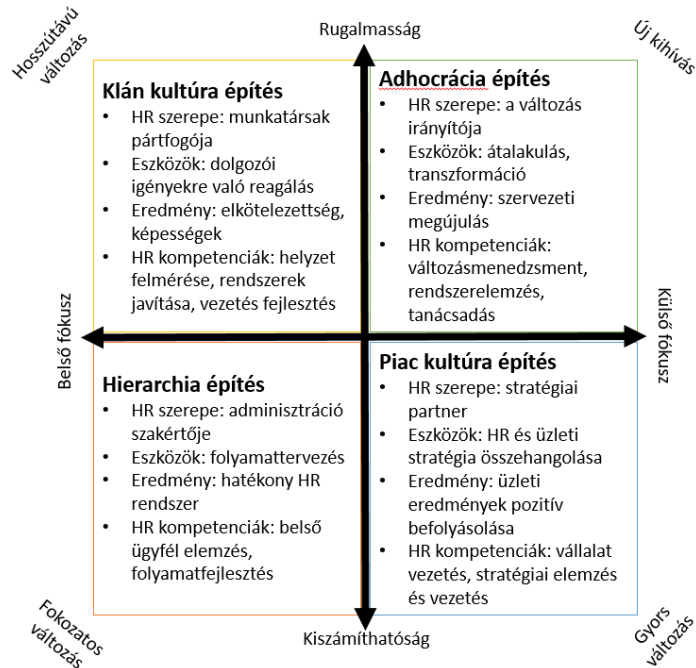 Rugalmasság
Hosszútávú
változás
Új kihívás
Klán kultúra építés
• HR szerepe: munkatársak
pártfogója
• Eszközök: dolgozói
igényekre való reagálás
• Eredmény: elkötelezettség,
képességek
• HR kompetenciák: helyzet
felmérése, rendszerek
javítása, vezetés fejlesztés
Adhocrácia építés
• HR szerepe: a változás
irányítója
• Eszközök: átalakulás,
transzformáció
• Eredmény: szervezeti
megújulás
• HR kompetenciák:
változásmenedzsment,
rendszerelemzés,
tanácsadás
Belső fókusz
Külső fókusz
Hierarchia építés
• HR szerepe: adminisztráció
szakértője
• Eszközök: folyamattervezés
• Eredmény: hatékony HR
rendszer
• HR kompetenciák: belső
ügyfél elemzés,
folyamatfejlesztés
Piac kultúra építés
• HR szerepe: stratégiai
partner
• Eszközök: HR és üzleti
stratégia összehangolása
• Eredmény: üzleti
eredmények pozitív
befolyásolása
• HR kompetenciák: vállalat
vezetés, stratégiai elemzés
és vezetés
Fokozatos
változás
Kiszámíthatóság
Gyors
változás